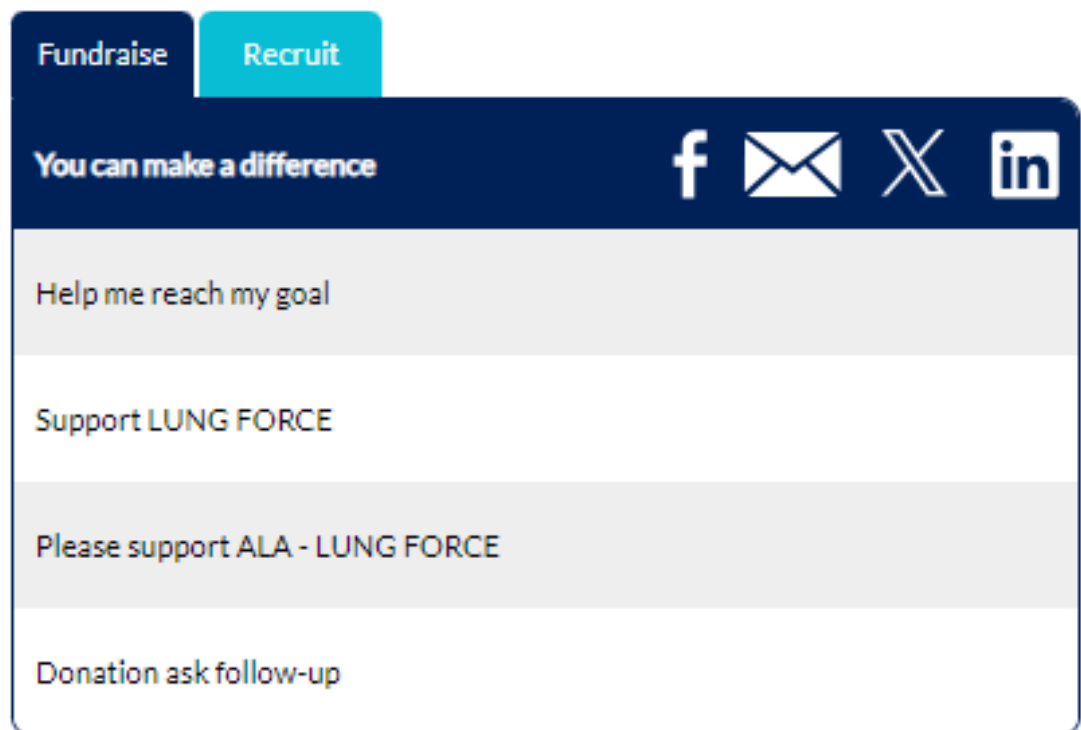 Fundraise
Recruit
You can make a difference
Help me reach my goal
Support LUNG FORCE
Please support ALA - LUNG FORCE
Donation ask follow-up